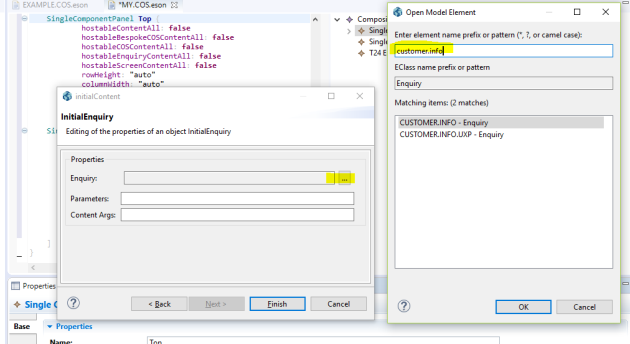 EXAMPLE.COS.eson
*MY.COS.eson
SingleComponentPanel Top {
hostableContentAll: false
hostableBespokeCOSContentAll: false
hostableCOSContentAll: false
hostableEnquiryContentAll: false
hostableScreenContentAll: false
rowHeight: "auto"
columnWidth: "auto"
Si
}
}
Composi
Single
Single
T24 E
initialContent
InitialEnquiry
Editing of the properties of an object InitialEnquiry
Properties
Enquiry:
...
Parameters:
Content Args:
< Back
Next >
Finish
Cancel
Open Model Element
Enter element name prefix or pattern (*, ?, or camel case):
customer.info
EClass name prefix or pattern
Enquiry
Matching items: (2 matches)
CUSTOMER.INFO - Enquiry
CUSTOMER.INFO.UXP - Enquiry
OK
Cancel
Properties
Single C
Base
Properties
Name:
Top